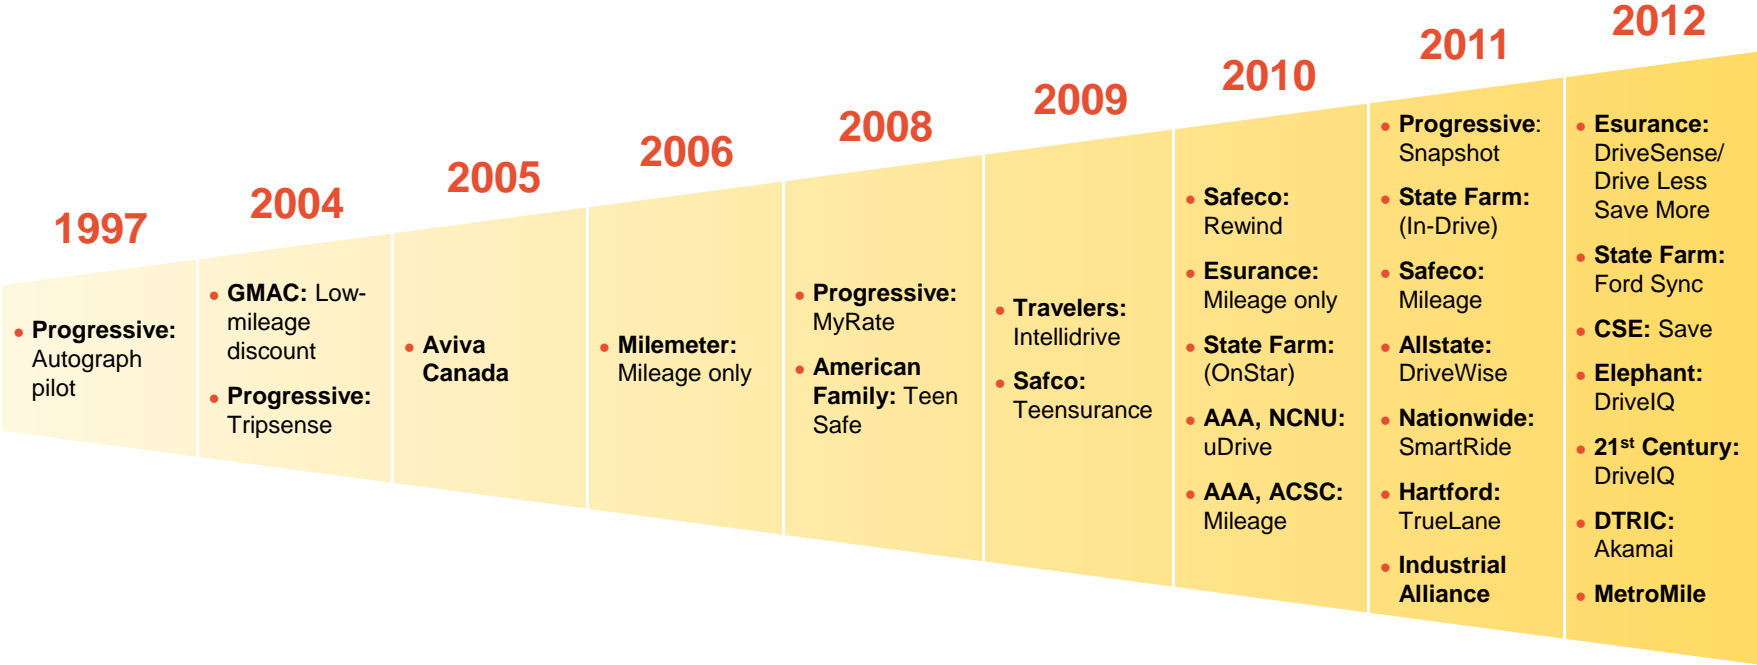 1997
• Progressive:
Autograph
pilot
2004
• GMAC: Low-
mileage
discount
• Progressive:
Tripsense
2005
• Aviva
Canada
2006
• Milemeter:
Mileage only
2008
• Progressive:
MyRate
• American
Family: Teen
Safe
2009
• Travelers:
Intellidrive
• Safco:
Teensurance
2010
• Safeco:
Rewind
• Esurance:
Mileage only
• State Farm:
(OnStar)
• AAA, NCNU:
uDrive
• AAA, ACSC:
Mileage
2011
• Progressive:
Snapshot
• State Farm:
(In-Drive)
• Safeco:
Mileage
• Allstate:
DriveWise
• Nationwide:
SmartRide
• Hartford:
TrueLane
• Industrial
Alliance
2012
• Esurance:
DriveSense/
Drive Less
Save More
• State Farm:
Ford Sync
• CSE: Save
• Elephant:
DriveIQ
• 21st Century:
DriveIQ
• DTRIC:
Akamai
• MetroMile